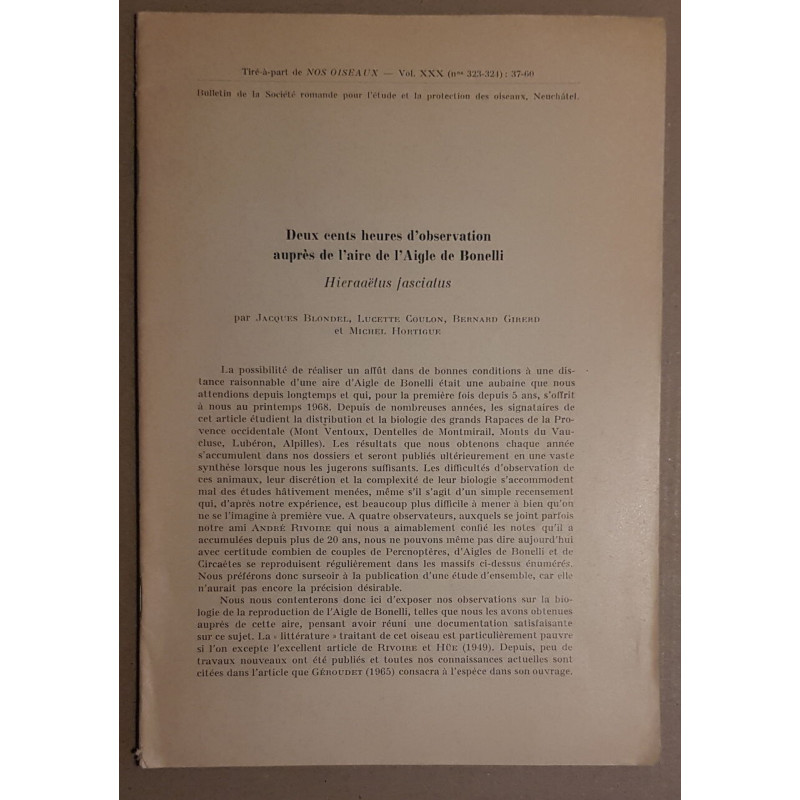 Tiré-à-part de NOS OISEAUX — Vol. XXX (nos 323-324) : 37-60
Bulletin de la Société romande pour l'étude et la protection des oiseaux, Neuchâtel.
Deux cents heures d'observation
auprès de l'aire de l'Aigle de Bonelli
Hieraaëtus fasciatus
par Jacques Blondel, Lucette Coulon, Bernard Girerd
et Michel Hortigue
La possibilité de réaliser un affût dans de bonnes conditions à une dis-
tance raisonnable d'une aire d'Aigle de Bonelli était une aubaine que nous
attendions depuis longtemps et qui, pour la première fois depuis 5 ans, s'offrit
à nous au printemps 1968. Depuis de nombreuses années, les signataires de
cet article étudient la distribution et la biologie des grands Rapaces de la Pro-
vence occidentale (Mont Ventoux, Dentelles de Montmirail, Monts du Vau-
cluse, Lubéron, Alpilles). Les résultats que nous obtenons chaque année
s'accumulent dans nos dossiers et seront publiés ultérieurement en une vaste
synthèse lorsque nous les jugerons suffisants. Les difficultés d'observation de
ces animaux, leur discrétion et la complexité de leur biologie s'accommodent
mal des études hâtivement menées, même s'il s'agit d'un simple recensement
qui, d'après notre expérience, est beaucoup plus difficile à mener à bien qu'on
ne se l'imagine à première vue. A quatre observateurs, auxquels se joint parfois
notre ami André Rivoire qui nous a aimablement confié les notes qu'il a
accumulées depuis plus de 20 ans, nous ne pouvons même pas dire aujourd'hui
avec certitude combien de couples de Percnoptères, d'Aigles de Bonelli et de
Circaëtes se reproduisent régulièrement dans les massifs ci-dessus énumérés.
Nous préférons donc surseoir à la publication d'une étude d'ensemble, car elle
n'aurait pas encore la précision désirable.
Nous nous contenterons donc ici d'exposer nos observations sur la bio-
logie de la reproduction de l'Aigle de Bonelli, telles que nous les avons obtenues
auprès de cette aire, pensant avoir réuni une documentation satisfaisante
sur ce sujet. La « littérature » traitant de cet oiseau est particulièrement pauvre
si l'on excepte l'excellent article de Rivoire et Hüe (1949). Depuis, peu de
travaux nouveaux ont été publiés et toutes nos connaissances actuelles sont
citées dans l'article que Géroudet (1965) consacra à l'espèce dans son ouvrage.